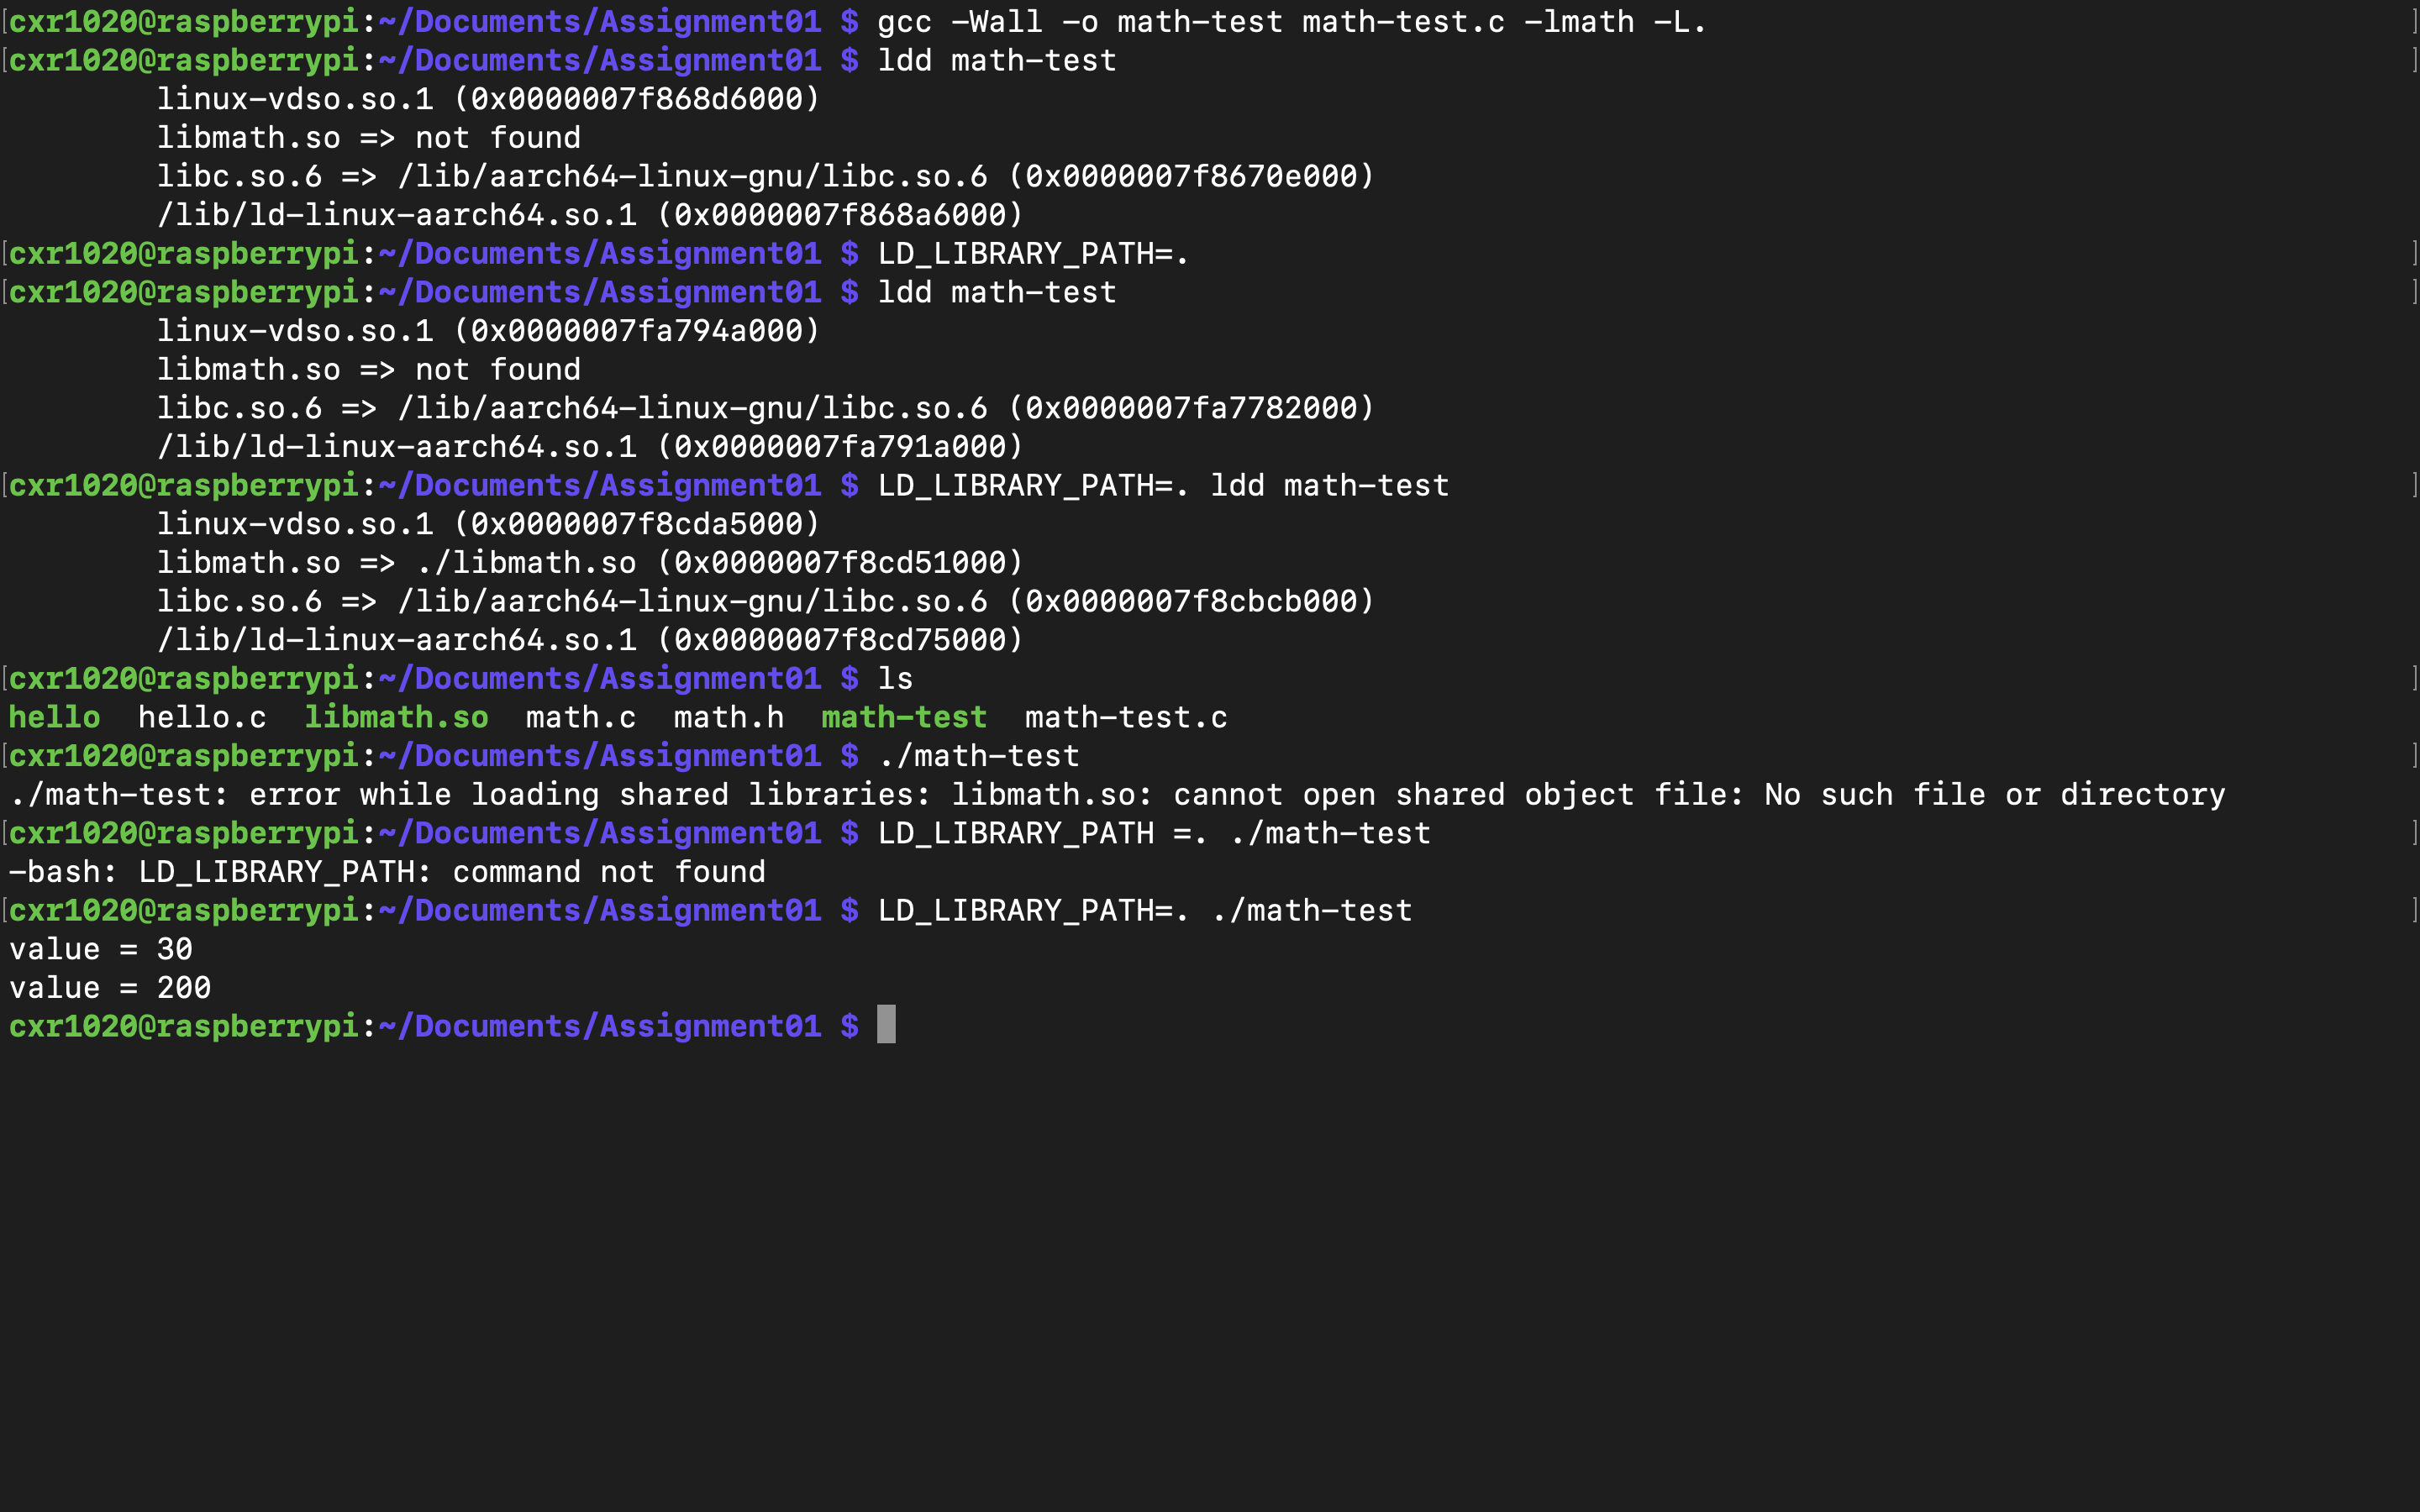 [cxr1020@raspberrypi:~/Documents/Assignment01 $ gcc -Wall -o math-test math-test.c -lmath -L. ]
[cxr1020@raspberrypi:~/Documents/Assignment01 $ ldd math-test ]
linux-vdso.so.1 (0x0000007f868d6000)
libmath.so => not found
libc.so.6 => /lib/aarch64-linux-gnu/libc.so.6 (0x0000007f8670e000)
/lib/ld-linux-aarch64.so.1 (0x0000007f868a6000)
[cxr1020@raspberrypi:~/Documents/Assignment01 $ LD_LIBRARY_PATH=. ]
[cxr1020@raspberrypi:~/Documents/Assignment01 $ ldd math-test ]
linux-vdso.so.1 (0x0000007fa794a000)
libmath.so => not found
libc.so.6 => /lib/aarch64-linux-gnu/libc.so.6 (0x0000007fa7782000)
/lib/ld-linux-aarch64.so.1 (0x0000007fa791a000)
[cxr1020@raspberrypi:~/Documents/Assignment01 $ LD_LIBRARY_PATH=. ldd math-test ]
linux-vdso.so.1 (0x0000007f8cda5000)
libmath.so => ./libmath.so (0x0000007f8cd51000)
libc.so.6 => /lib/aarch64-linux-gnu/libc.so.6 (0x0000007f8cbcb000)
/lib/ld-linux-aarch64.so.1 (0x0000007f8cd75000)
[cxr1020@raspberrypi:~/Documents/Assignment01 $ ls ]
hello hello.c libmath.so math.c math.h math-test math-test.c
[cxr1020@raspberrypi:~/Documents/Assignment01 $ ./math-test ]
./math-test: error while loading shared libraries: libmath.so: cannot open shared object file: No such file or directory
[cxr1020@raspberrypi:~/Documents/Assignment01 $ LD_LIBRARY_PATH =. ./math-test ]
-bash: LD_LIBRARY_PATH: command not found
[cxr1020@raspberrypi:~/Documents/Assignment01 $ LD_LIBRARY_PATH=. ./math-test ]
value = 30
value = 200
cxr1020@raspberrypi:~/Documents/Assignment01 $